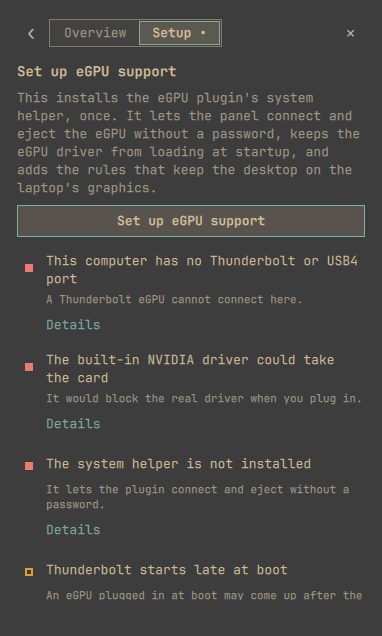 ‹ Overview Setup • ×
Set up eGPU support
This installs the eGPU plugin's system
helper, once. It lets the panel connect and
eject the eGPU without a password, keeps the
eGPU driver from loading at startup, and
adds the rules that keep the desktop on the
laptop's graphics.
Set up eGPU support
This computer has no Thunderbolt or USB4
port
A Thunderbolt eGPU cannot connect here.
Details
The built-in NVIDIA driver could take
the card
It would block the real driver when you plug in.
Details
The system helper is not installed
It lets the plugin connect and eject without a
password.
Details
Thunderbolt starts late at boot
An eGPU plugged in at boot may come up after the